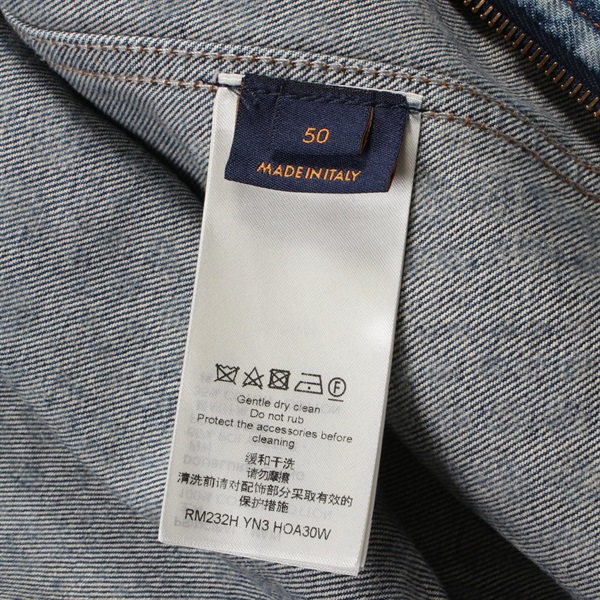 50
MADE IN ITALY
Gentle dry clean
Do not rub
Protect the accessories before
cleaning
缓和干洗
请勿摩擦
清洗前请对配饰部分采取有效的
保护措施
RM232H YN3 HOA30W